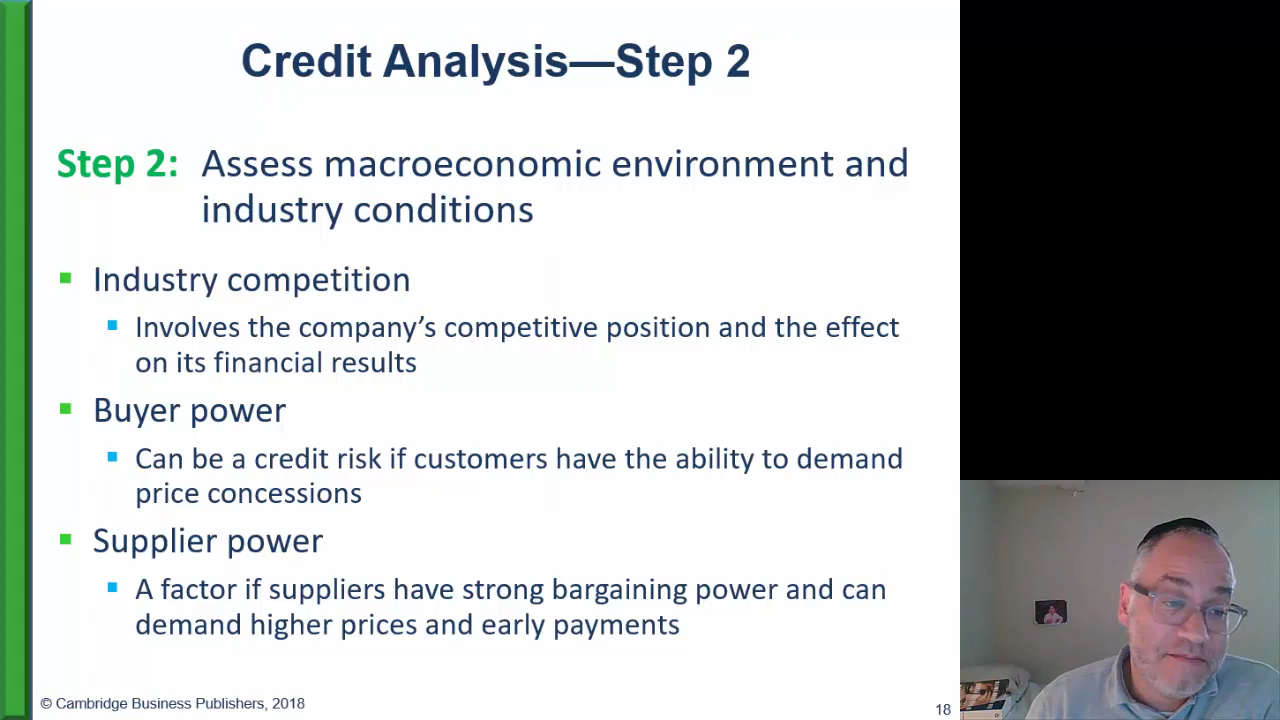 Credit Analysis—Step 2
Step 2: Assess macroeconomic environment and
industry conditions
Industry competition
Involves the company’s competitive position and the effect
on its financial results
Buyer power
Can be a credit risk if customers have the ability to demand
price concessions
Supplier power
A factor if suppliers have strong bargaining power and can
demand higher prices and early payments
© Cambridge Business Publishers, 2018
18